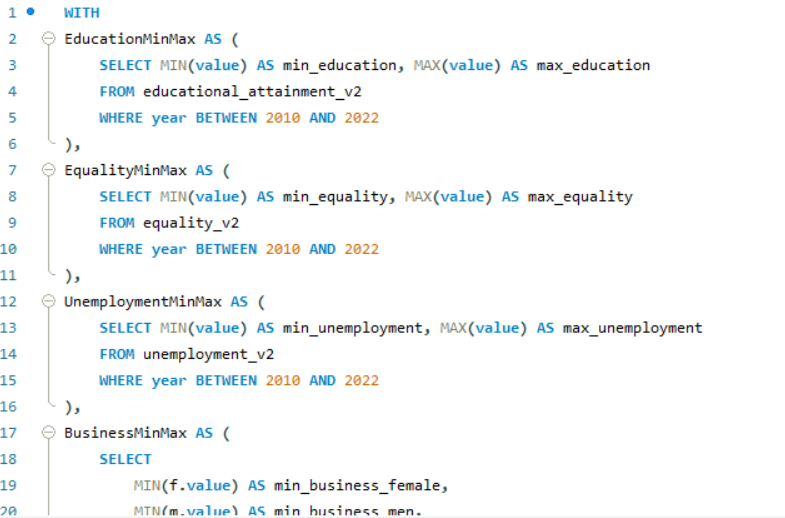 1 WITH
2 EducationMinMax AS (
3 SELECT MIN(value) AS min_education, MAX(value) AS max_education
4 FROM educational_attainment_v2
5 WHERE year BETWEEN 2010 AND 2022
6 ),
7 EqualityMinMax AS (
8 SELECT MIN(value) AS min_equality, MAX(value) AS max_equality
9 FROM equality_v2
10 WHERE year BETWEEN 2010 AND 2022
11 ),
12 UnemploymentMinMax AS (
13 SELECT MIN(value) AS min_unemployment, MAX(value) AS max_unemployment
14 FROM unemployment_v2
15 WHERE year BETWEEN 2010 AND 2022
16 ),
17 BusinessMinMax AS (
18 SELECT
19 MIN(f.value) AS min_business_female,
20 MIN(m.value) AS min_business_men,